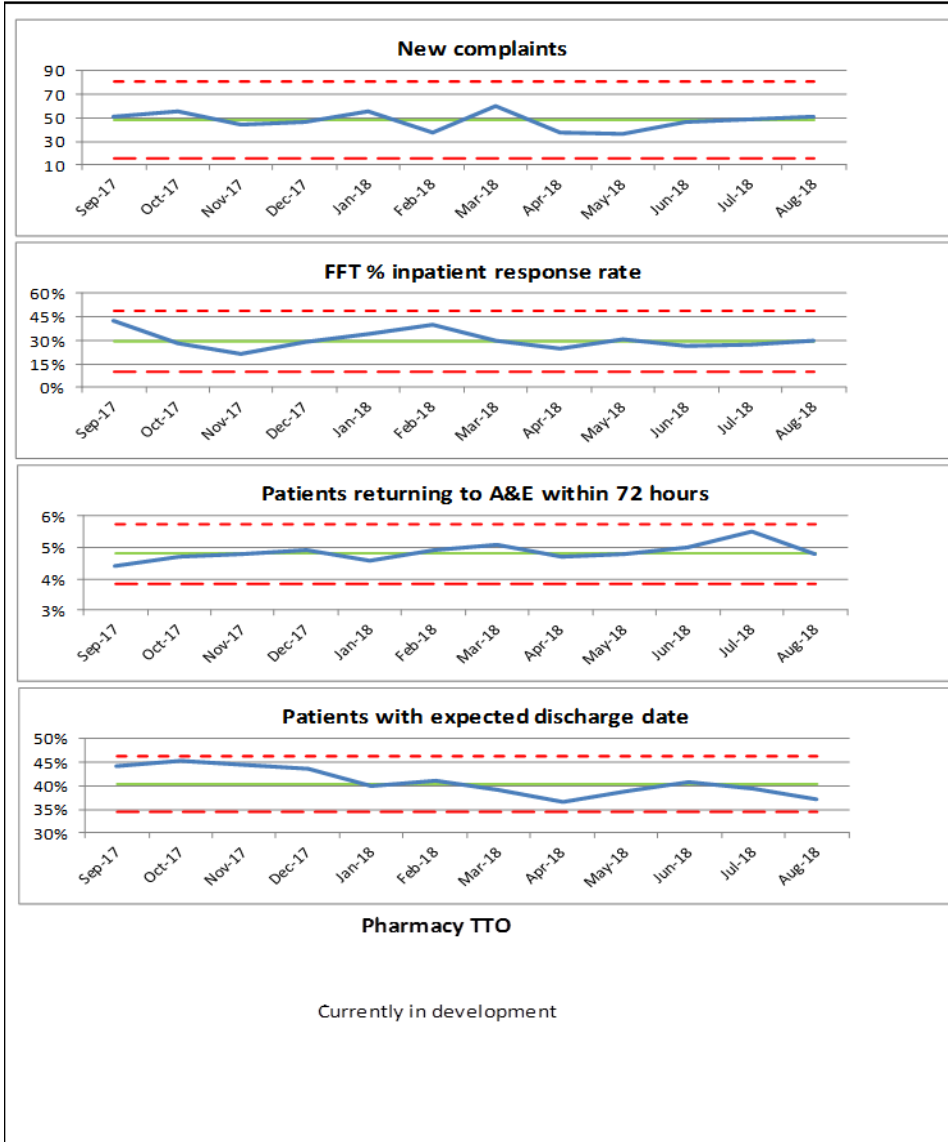 New complaints
90
70
50
30
10
Sep-17 Oct-17 Nov-17 Dec-17 Jan-18 Feb-18 Mar-18 Apr-18 May-18 Jun-18 Jul-18 Aug-18
FFT % inpatient response rate
60%
45%
30%
15%
0%
Sep-17 Oct-17 Nov-17 Dec-17 Jan-18 Feb-18 Mar-18 Apr-18 May-18 Jun-18 Jul-18 Aug-18
Patients returning to A&E within 72 hours
6%
5%
4%
3%
Sep-17 Oct-17 Nov-17 Dec-17 Jan-18 Feb-18 Mar-18 Apr-18 May-18 Jun-18 Jul-18 Aug-18
Patients with expected discharge date
50%
45%
40%
35%
30%
Sep-17 Oct-17 Nov-17 Dec-17 Jan-18 Feb-18 Mar-18 Apr-18 May-18 Jun-18 Jul-18 Aug-18
Pharmacy TTO
Currently in development